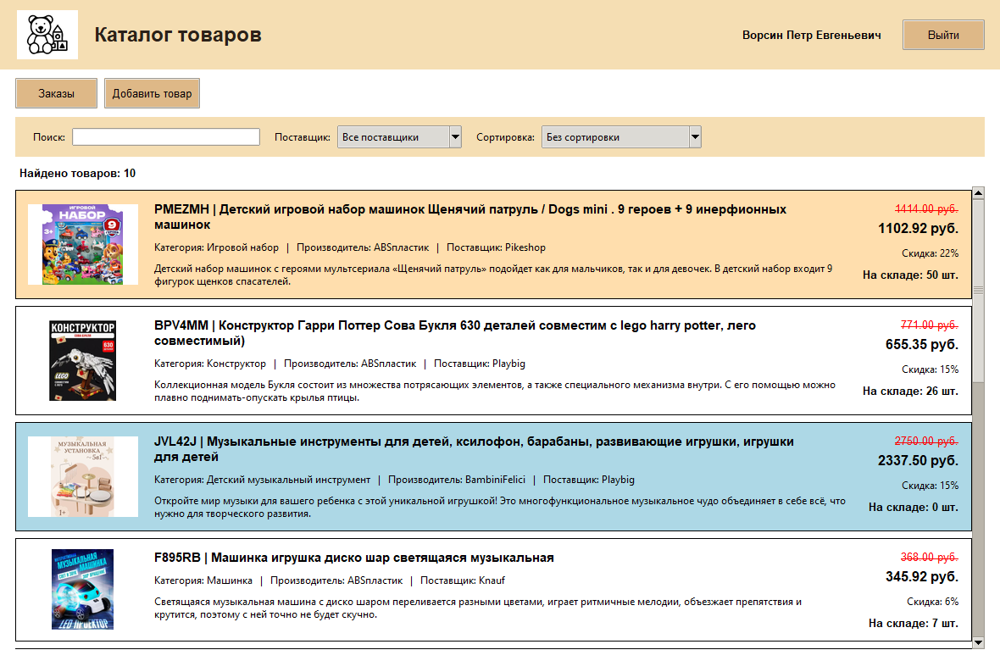 Каталог товаров
Ворсин Петр Евгеньевич
Выйти
Заказы
Добавить товар
Поиск:
Поставщик:
Все поставщики
Сортировка:
Без сортировки
Найдено товаров: 10
ИГРОВОЙ
НАБОР
3+
9
PMEZMH | Детский игровой набор машинок Щенячий патруль / Dogs mini . 9 героев + 9 инерфионных
машинок
Категория: Игровой набор | Производитель: ABSпластик | Поставщик: Pikeshop
Детский набор машинок с героями мультсериала «Щенячий патруль» подойдет как для мальчиков, так и для девочек. В детский набор входит 9
фигурок щенков спасателей.
1414.00 руб.
1102.92 руб.
Скидка: 22%
На складе: 50 шт.
КОНСТРУКТОР
СОВА БУКЛЯ
630
LEGO
BPV4MM | Конструктор Гарри Поттер Сова Букля 630 деталей совместим с lego harry potter, лего
совместимый)
Категория: Конструктор | Производитель: ABSпластик | Поставщик: Playbig
Коллекционная модель Букля состоит из множества потрясающих элементов, а также специального механизма внутри. С его помощью можно
плавно поднимать-опускать крылья птицы.
771.00 руб.
655.35 руб.
Скидка: 15%
На складе: 26 шт.
МУЗЫКАЛЬНАЯ
УСТАНОВКА
5в1
1+
JVL42J | Музыкальные инструменты для детей, ксилофон, барабаны, развивающие игрушки, игрушки
для детей
Категория: Детский музыкальный инструмент | Производитель: BambiniFelici | Поставщик: Playbig
Откройте мир музыки для вашего ребенка с этой уникальной игрушкой! Это многофункциональное музыкальное чудо объединяет в себе всё, что
нужно для творческого развития.
2750.00 руб.
2337.50 руб.
Скидка: 15%
На складе: 0 шт.
МУЗЫКАЛЬНАЯ
МАШИНКА
LED-ПРОЕКТОР
F895RB | Машинка игрушка диско шар светящаяся музыкальная
Категория: Машинка | Производитель: ABSпластик | Поставщик: Knauf
Светящаяся музыкальная машина с диско шаром переливается разными цветами, играет ритмичные мелодии, объезжает препятствия и
крутится, поэтому с ней точно не будет скучно.
368.00 руб.
345.92 руб.
Скидка: 6%
На складе: 7 шт.